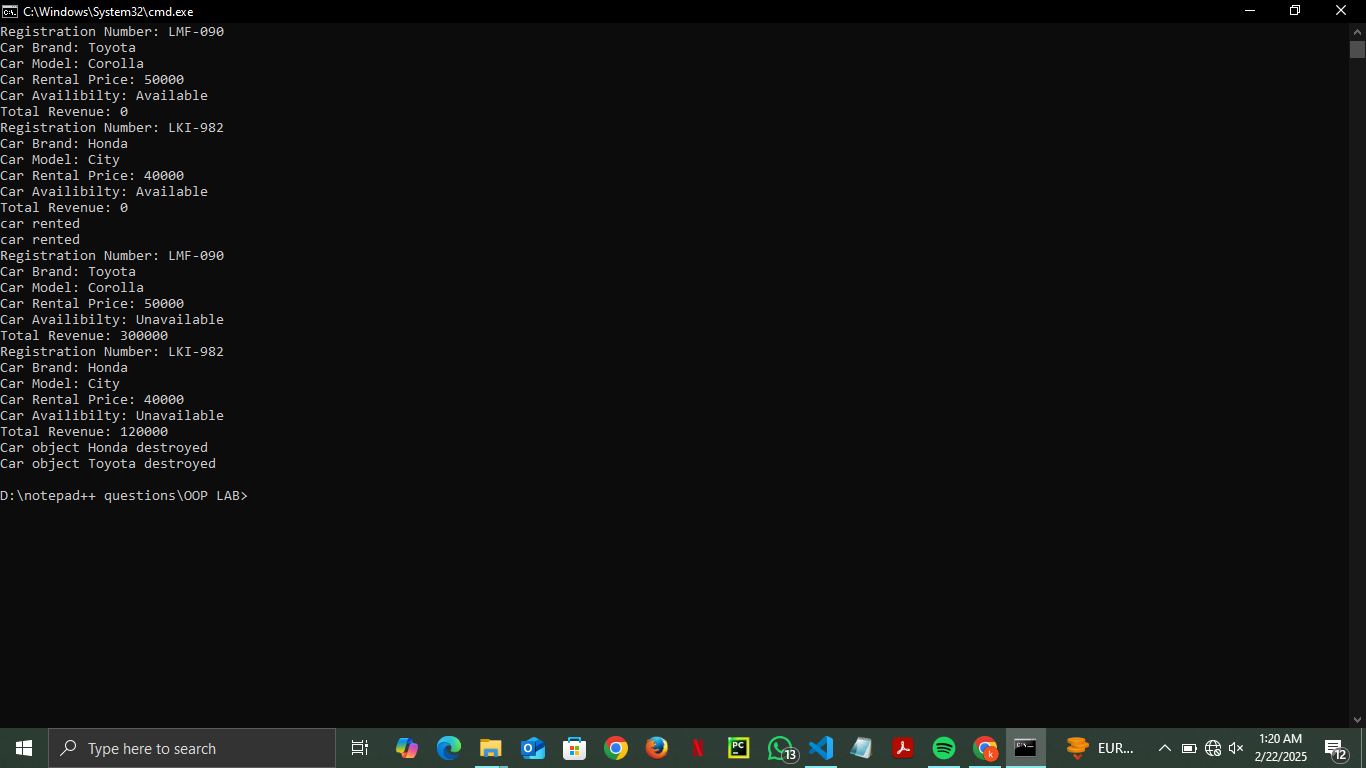 C:\Windows\System32\cmd.exe
Registration Number: LMF-090
Car Brand: Toyota
Car Model: Corolla
Car Rental Price: 50000
Car Availibilty: Available
Total Revenue: 0
Registration Number: LKI-982
Car Brand: Honda
Car Model: City
Car Rental Price: 40000
Car Availibilty: Available
Total Revenue: 0
car rented
car rented
Registration Number: LMF-090
Car Brand: Toyota
Car Model: Corolla
Car Rental Price: 50000
Car Availibilty: Unavailable
Total Revenue: 300000
Registration Number: LKI-982
Car Brand: Honda
Car Model: City
Car Rental Price: 40000
Car Availibilty: Unavailable
Total Revenue: 120000
Car object Honda destroyed
Car object Toyota destroyed
D:\notepad++ questions\OOP LAB>
Type here to search
PC
13
k
EUR...
1:20 AM
2/22/2025
12